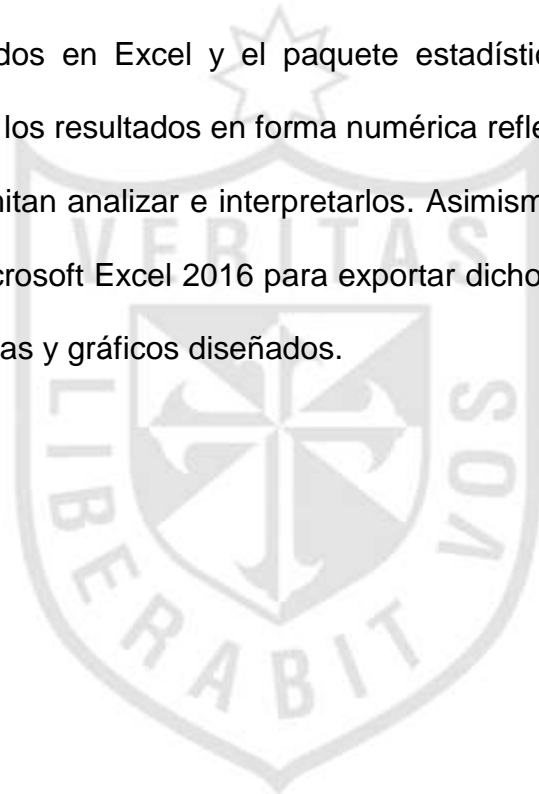 dos en Excel y el paquete estadístic
los resultados en forma numérica refle
nitan analizar e interpretarlos. Asimism
crosoft Excel 2016 para exportar dicho
as y gráficos diseñados.
VERITAS
LIBERABIT VOS